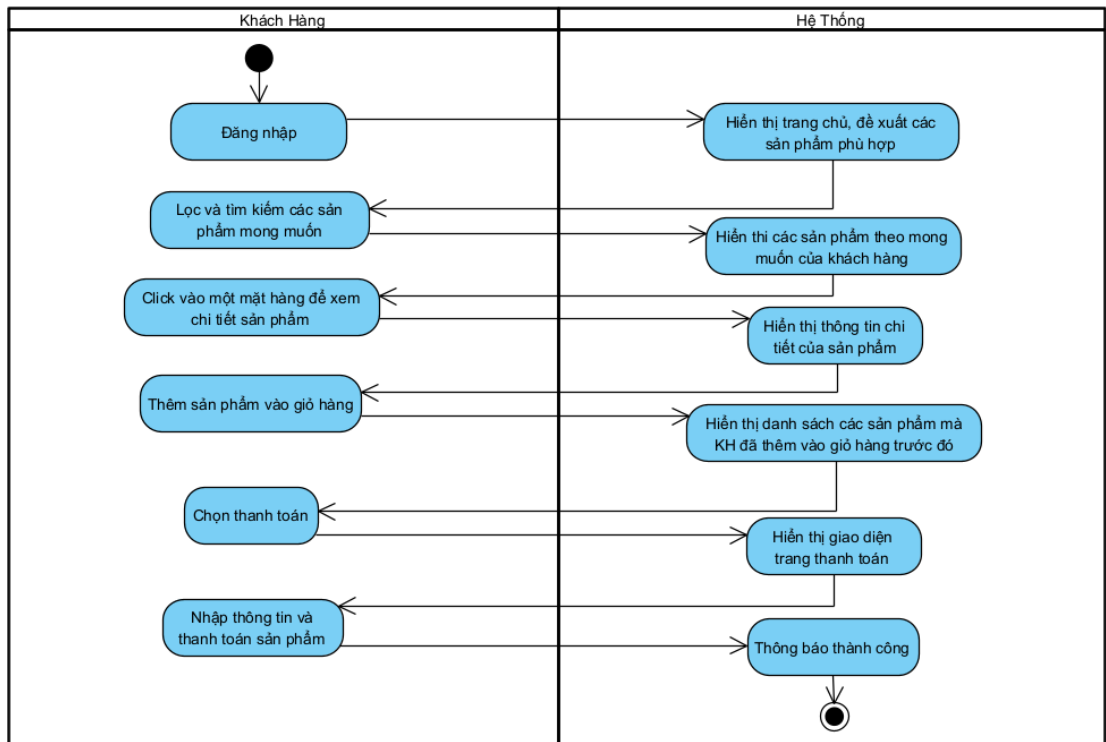 Khách Hàng
Hệ Thống
Đăng nhập
Hiển thị trang chủ, đề xuất các
sản phẩm phù hợp
Lọc và tìm kiếm các sản
phẩm mong muốn
Hiển thi các sản phẩm theo mong
muốn của khách hàng
Click vào một mặt hàng để xem
chi tiết sản phẩm
Hiển thị thông tin chi
tiết của sản phẩm
Thêm sản phẩm vào giỏ hàng
Hiển thị danh sách các sản phẩm mà
KH đã thêm vào giỏ hàng trước đó
Chọn thanh toán
Hiển thị giao diện
trang thanh toán
Nhập thông tin và
thanh toán sản phẩm
Thông báo thành công